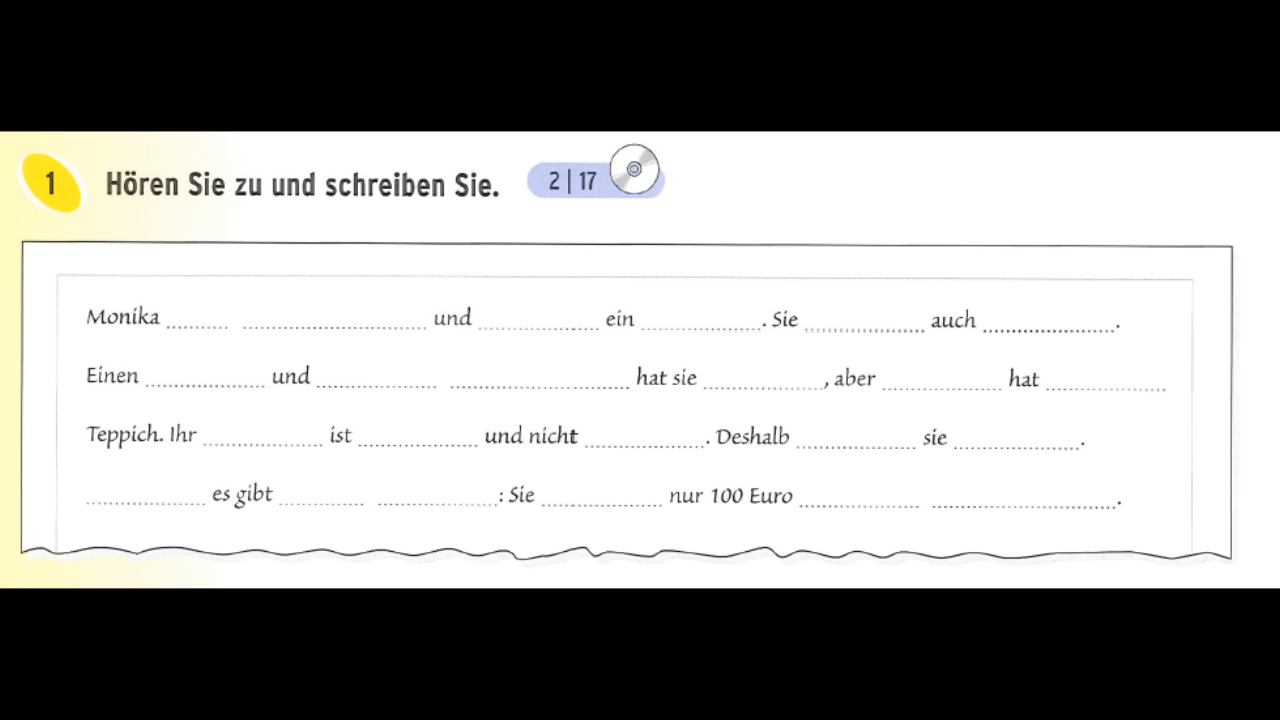 1 Hören Sie zu und schreiben Sie. 2 | 17
Monika ........ ........................ und ................ ein ................ . Sie ................ auch ................. .
Einen ................ und ................ ........................ hat sie ................ , aber ................ hat ................
Teppich. Ihr ................ ist ................ und nicht ................ . Deshalb ................ sie ................. .
................ es gibt ........... ................ : Sie ................ nur 100 Euro ................ ........................ .